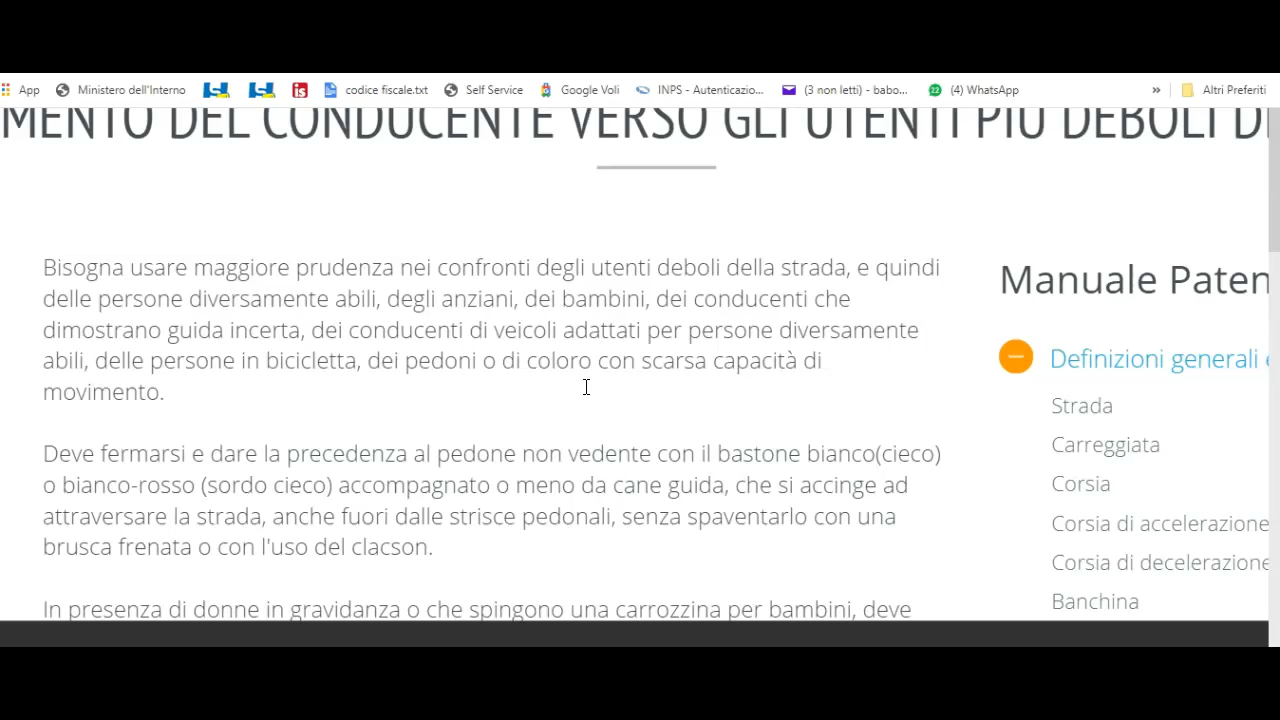 App Ministero dell'Interno is codice fiscale.txt Self Service Google Voli INPS - Autenticazio... (3 non letti) - babo... 22 (4) WhatsApp » Altri Preferiti
MENTO DEL CONDUCENTE VERSO GLI UTENTI PIÙ DEBOLI D
Bisogna usare maggiore prudenza nei confronti degli utenti deboli della strada, e quindi
delle persone diversamente abili, degli anziani, dei bambini, dei conducenti che
dimostrano guida incerta, dei conducenti di veicoli adattati per persone diversamente
abili, delle persone in bicicletta, dei pedoni o di coloro con scarsa capacità di
movimento.
Deve fermarsi e dare la precedenza al pedone non vedente con il bastone bianco(cieco)
o bianco-rosso (sordo cieco) accompagnato o meno da cane guida, che si accinge ad
attraversare la strada, anche fuori dalle strisce pedonali, senza spaventarlo con una
brusca frenata o con l'uso del clacson.
In presenza di donne in gravidanza o che spingono una carrozzina per bambini, deve
Manuale Paten
Definizioni generali e
Strada
Carreggiata
Corsia
Corsia di accelerazione
Corsia di decelerazione
Banchina